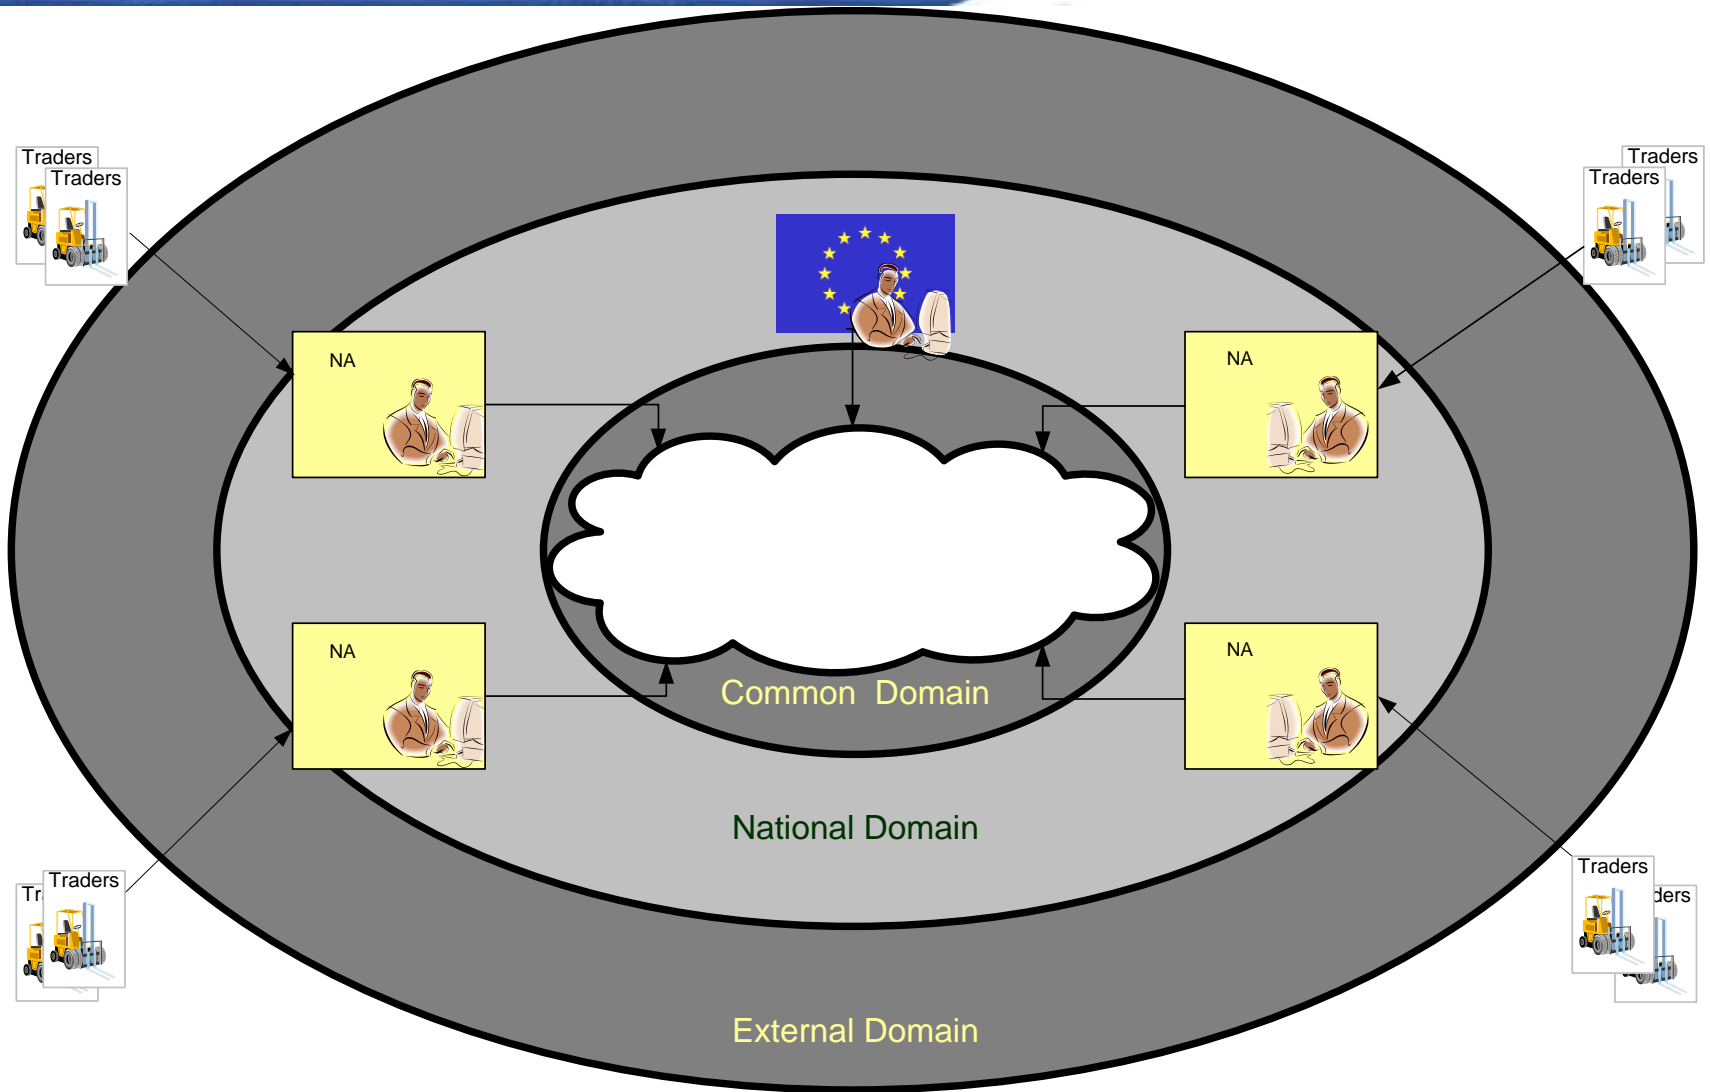 Traders
Traders
Traders
Traders
NA
NA
NA
NA
Common Domain
National Domain
Traders
Traders
External Domain